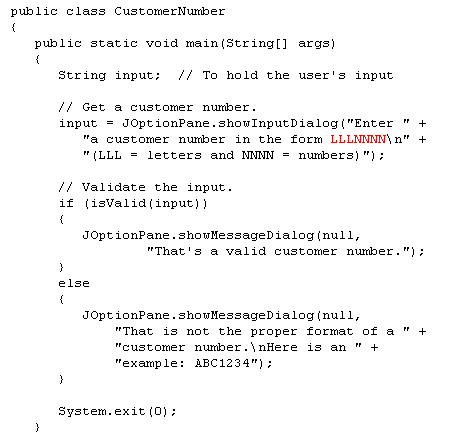 public class CustomerNumber
{
   public static void main(String[] args)
   {
      String input;  // To hold the user's input

      // Get a customer number.
      input = JOptionPane.showInputDialog("Enter " +
         "a customer number in the form LLLNNNN\n" +
         "(LLL = letters and NNNN = numbers)");

      // Validate the input.
      if (isValid(input))
      {
         JOptionPane.showMessageDialog(null,
                 "That's a valid customer number.");
      }
      else
      {
         JOptionPane.showMessageDialog(null,
             "That is not the proper format of a " +
             "customer number.\nHere is an " +
             "example: ABC1234");
      }

      System.exit(0);
   }